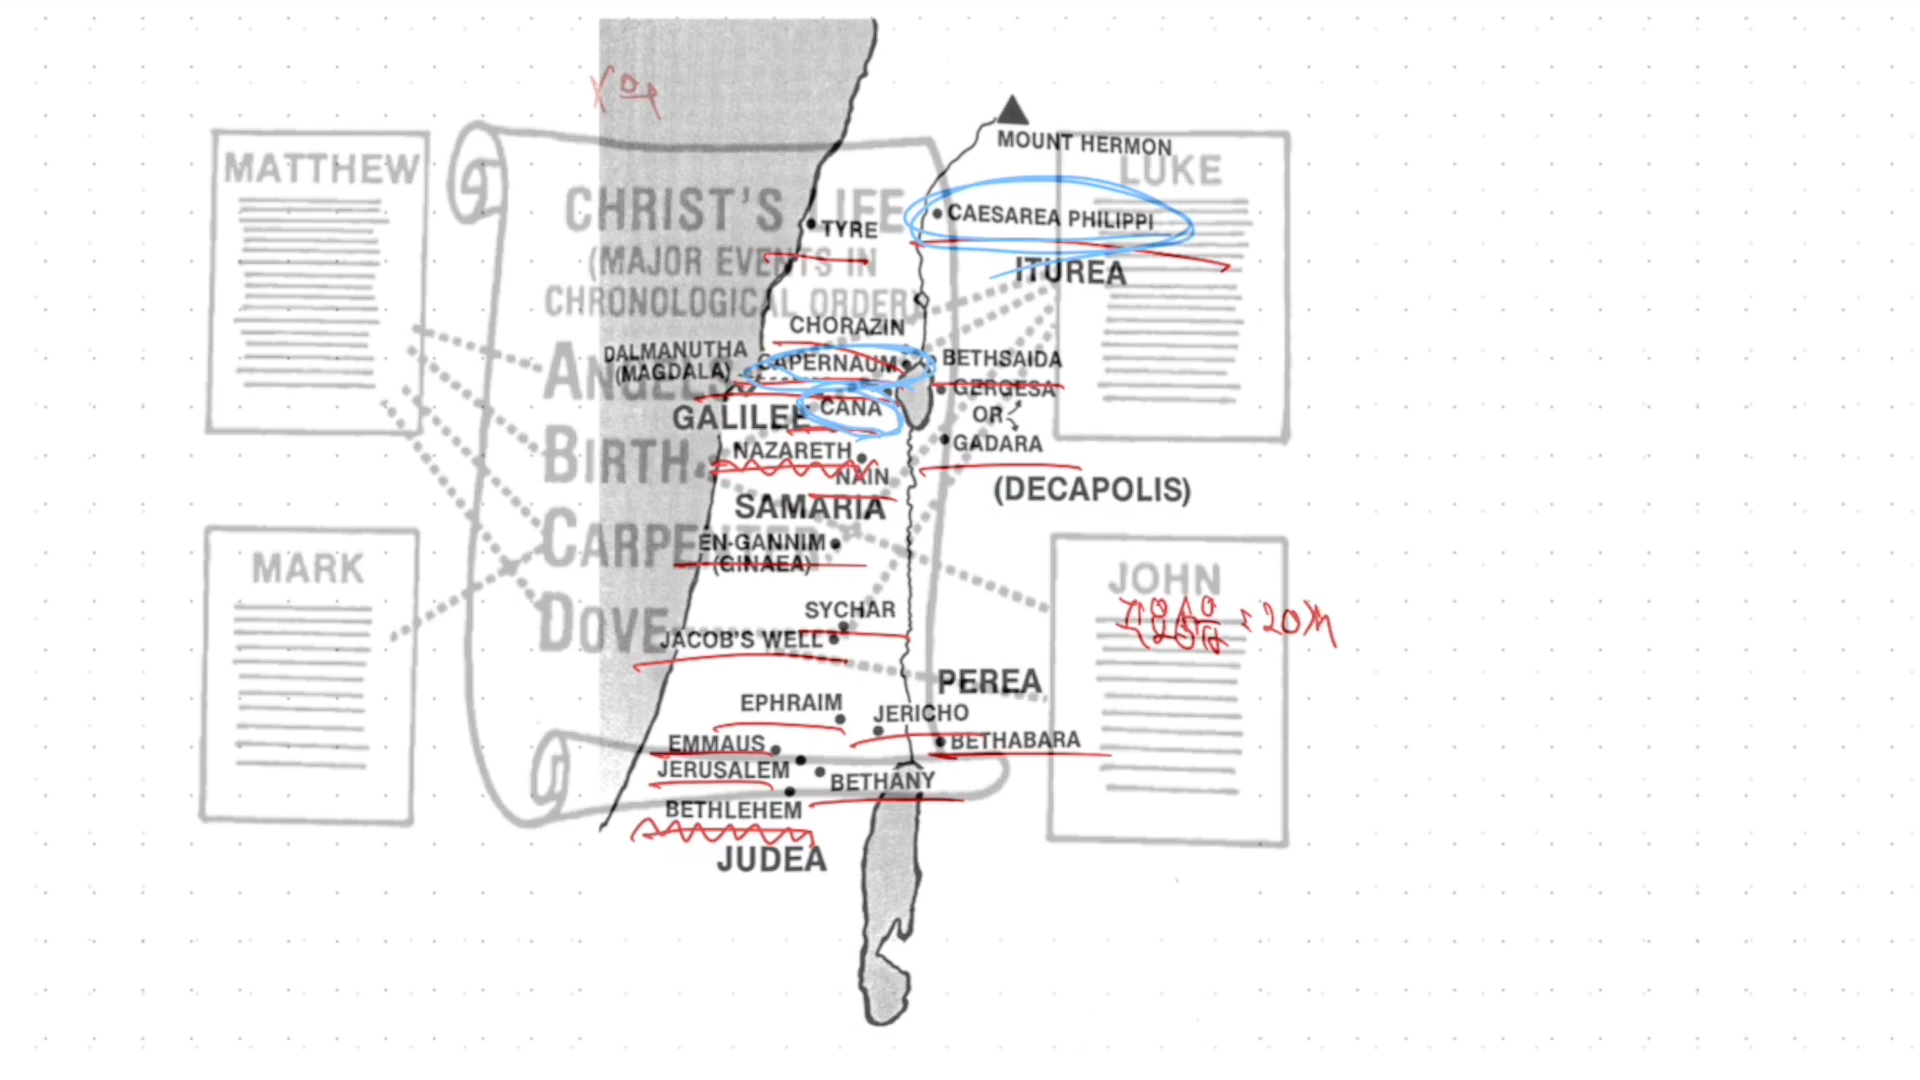 MOUNT HERMON
MATTHEW
LUKE
CHRIST'S LIFE
CAESAREA PHILIPPI
TYRE
(MAJOR EVENTS IN
ITUREA
CHRONOLOGICAL ORDER)
CHORAZIN
DALMANUTHA
(MAGDALA)
CAPERNAUM
BETHSAIDA
ANGELS
GERGESA
OR
GADARA
CANA
GALILEE
NAZARETH
BIRTH
NAIN
(DECAPOLIS)
SAMARIA
CARPENTER
EN-GANNIM
(GINAEA)
MARK
JOHN
SYCHAR
DOVE
JACOB'S WELL
PEREA
EPHRAIM
JERICHO
EMMAUS
BETHABARA
JERUSALEM
BETHANY
BETHLEHEM
JUDEA